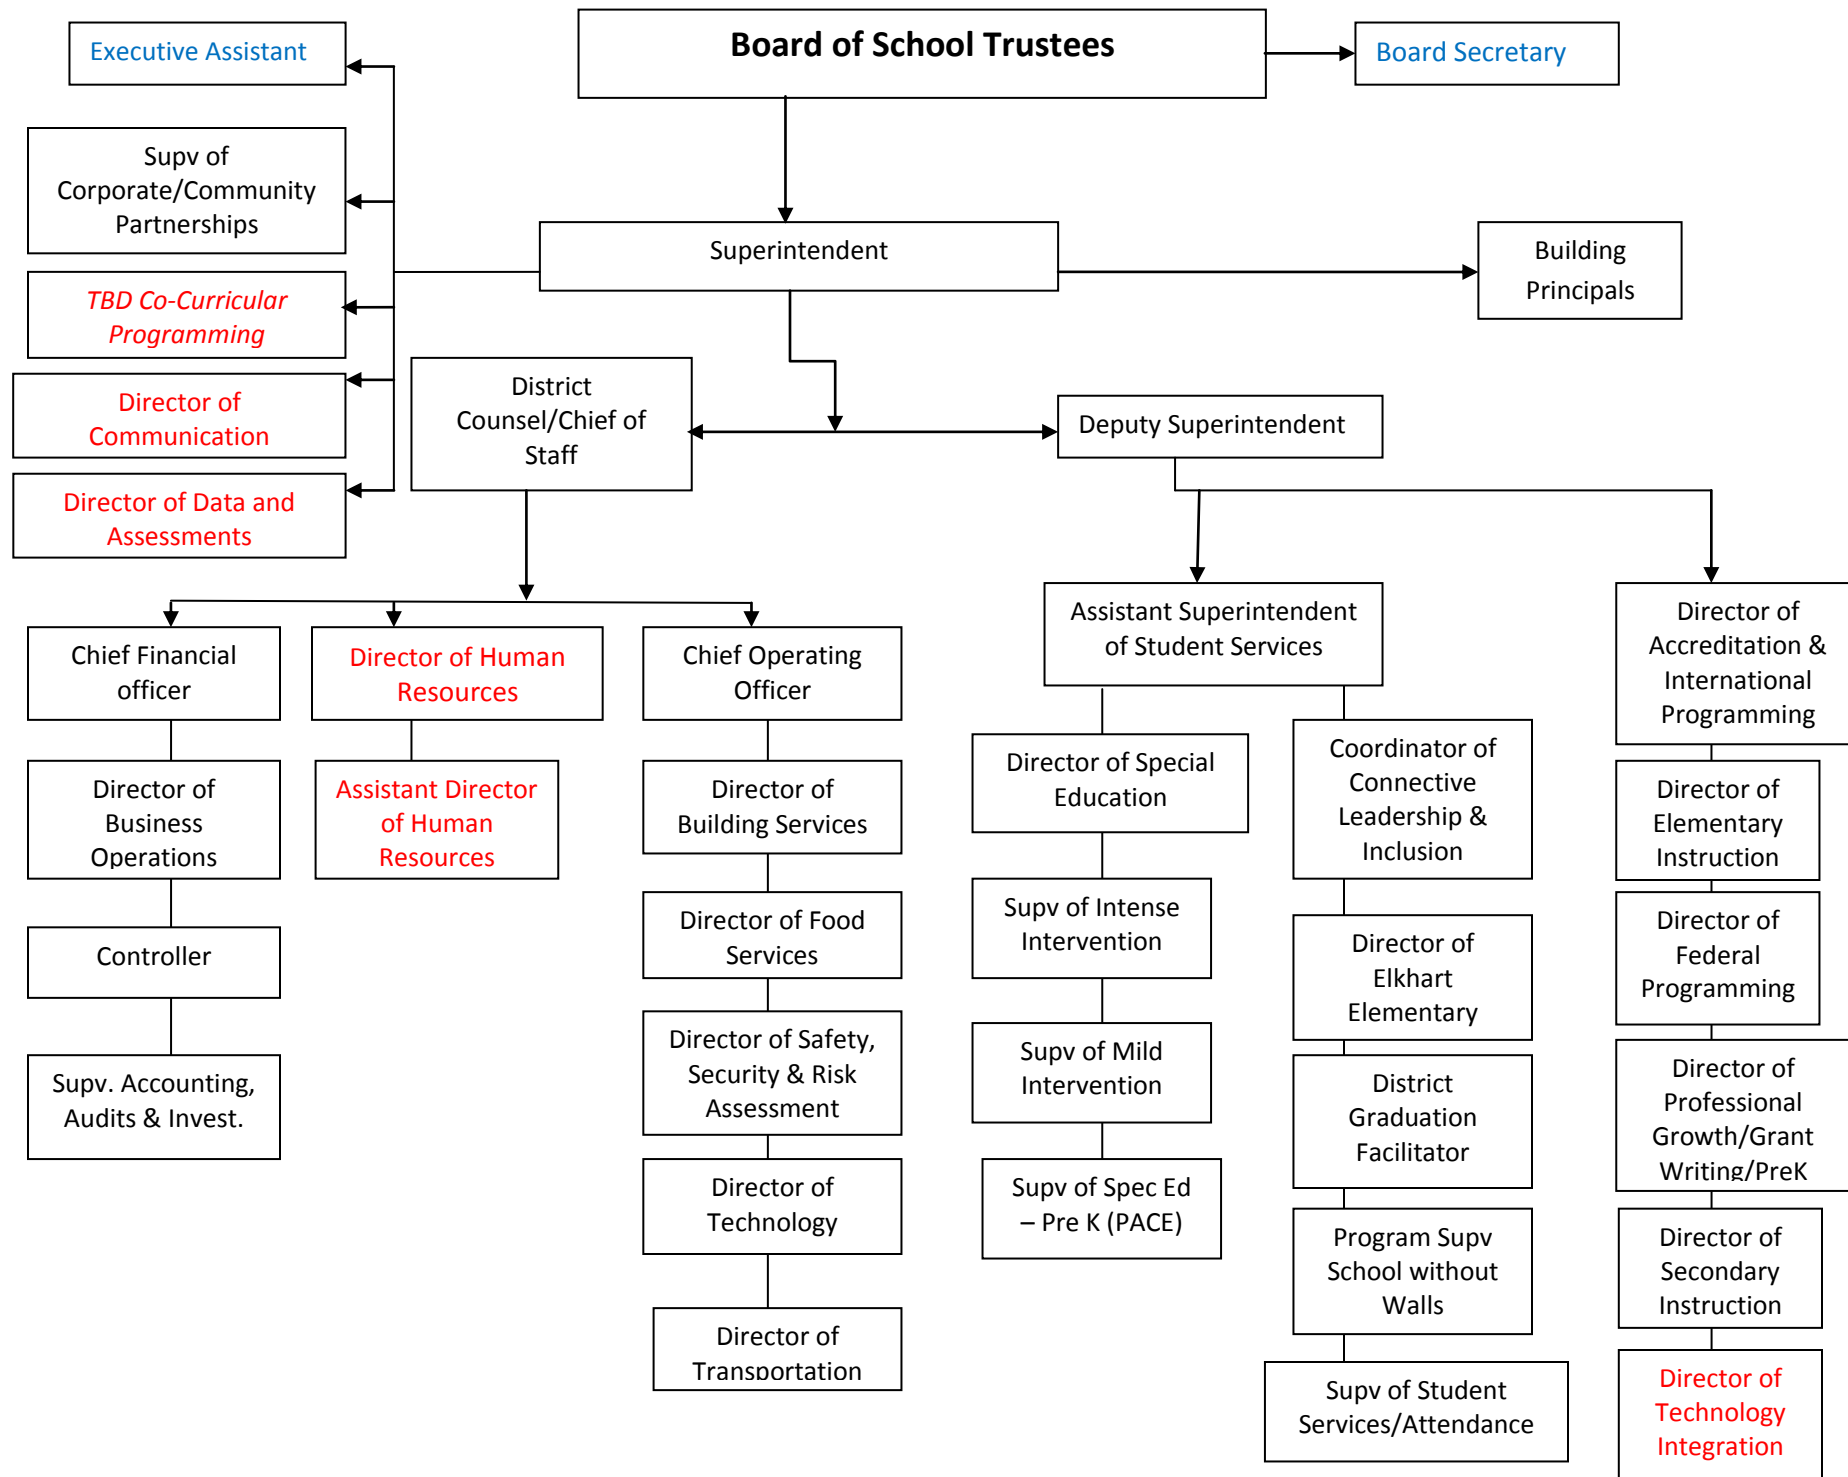 Board of School Trustees
Executive Assistant
Board Secretary
Supv of
Corporate/Community
Partnerships
Superintendent
Building
Principals
TBD Co-Curricular
Programming
District
Counsel/Chief of
Staff
Director of
Communication
Deputy Superintendent
Director of Data and
Assessments
Chief Financial
officer
Director of Human
Resources
Chief Operating
Officer
Assistant Superintendent
of Student Services
Director of
Accreditation &
International
Programming
Director of
Business
Operations
Assistant Director
of Human
Resources
Director of
Building Services
Director of Special
Education
Coordinator of
Connective
Leadership &
Inclusion
Director of
Elementary
Instruction
Controller
Director of Food
Services
Supv of Intense
Intervention
Director of
Elkhart
Elementary
Director of
Federal
Programming
Supv. Accounting,
Audits & Invest.
Director of Safety,
Security & Risk
Assessment
Supv of Mild
Intervention
District
Graduation
Facilitator
Director of
Professional
Growth/Grant
Writing/PreK
Director of
Technology
Supv of Spec Ed
– Pre K (PACE)
Program Supv
School without
Walls
Director of
Secondary
Instruction
Director of
Transportation
Supv of Student
Services/Attendance
Director of
Technology
Integration